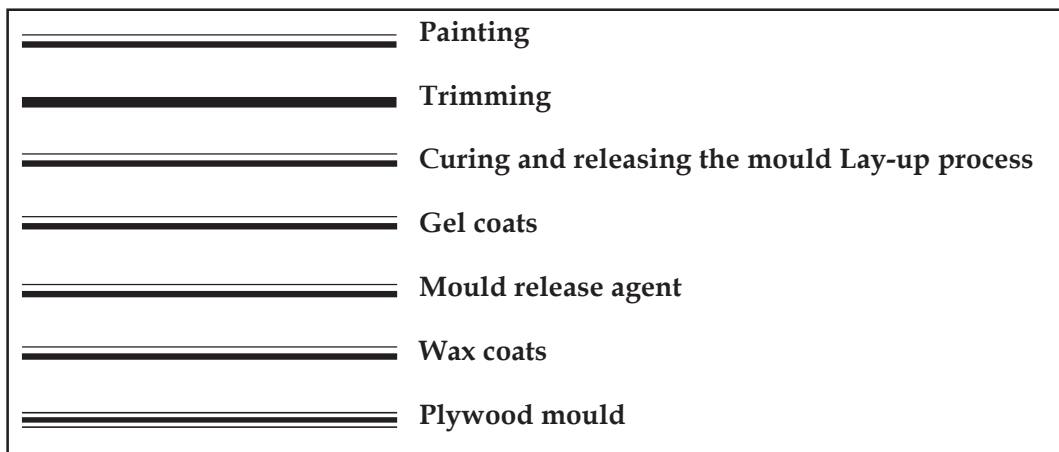 Painting
Trimming
Curing and releasing the mould Lay-up process
Gel coats
Mould release agent
Wax coats
Plywood mould